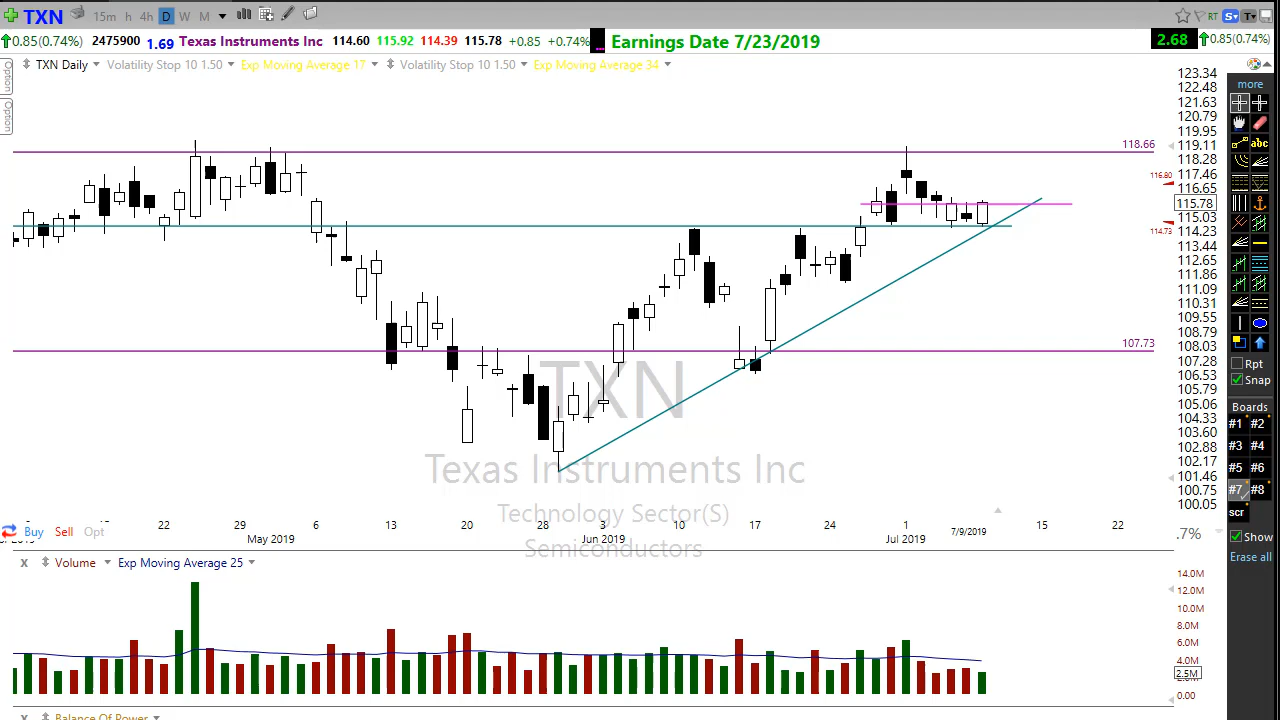 TXN 15m h 4h D W M RT S T
0.85(0.74%) 2475900 1.69 Texas Instruments Inc 114.60 115.92 114.39 115.78 +0.85 +0.74% ... Earnings Date 7/23/2019 2.68 0.85(0.74%)
TXN Daily Volatility Stop 10 1.50 Exp Moving Average 17 Volatility Stop 10 1.50 Exp Moving Average 34
Option
Option
123.34
122.48
121.63
120.79
119.95
119.11
118.28
117.46
116.65
115.78
115.03
114.23
113.44
112.65
111.86
111.09
110.31
109.55
108.79
108.03
107.28
106.53
105.79
105.06
104.33
103.60
102.88
102.17
101.46
100.75
100.05
118.66
116.80
114.73
107.73
TXN
Texas Instruments Inc
Technology Sector(S)
Semiconductors
22 29 6 13 20 28 3 10 17 24 1 15 22
May 2019 Jun 2019 Jul 2019 7/9/2019
Buy Sell Opt
.7%
x Volume Exp Moving Average 25
14.0M
12.0M
10.0M
8.0M
6.0M
4.0M
2.5M
0.00
x Balance Of Power
more
abc
Rpt
Snap
Boards
#1 #2
#3 #4
#5 #6
#7 #8
scr
Show
Erase all